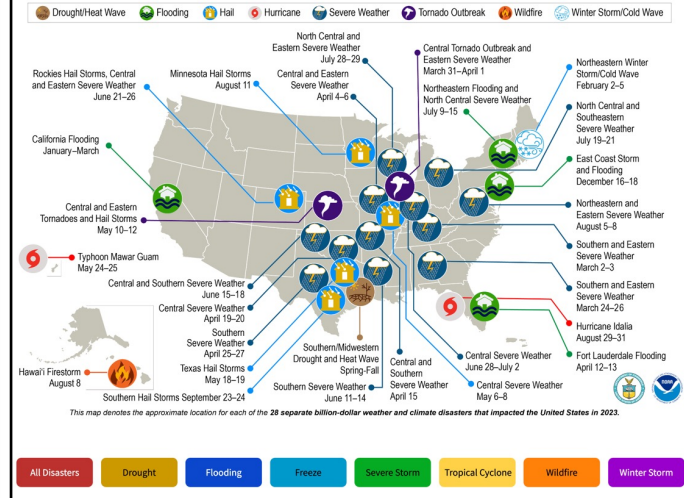 Drought/Heat Wave
Flooding
Hail
Hurricane
Severe Weather
Tornado Outbreak
Wildfire
Winter Storm/Cold Wave
North Central and
Eastern Severe Weather
July 28–29
Central Tornado Outbreak and
Eastern Severe Weather
March 31–April 1
Northeastern Winter
Storm/Cold Wave
February 2–5
Rockies Hail Storms, Central
and Eastern Severe Weather
June 21–26
Minnesota Hail Storms
August 11
Central and Eastern
Severe Weather
April 4–6
Northeastern Flooding and
North Central Severe Weather
July 9–15
North Central and
Southeastern
Severe Weather
July 19–21
California Flooding
January–March
East Coast Storm
and Flooding
December 16–18
Central and Eastern
Tornadoes and Hail Storms
May 10–12
Northeastern and
Eastern Severe Weather
August 5–8
Southern and Eastern
Severe Weather
March 2–3
Typhoon Mawar Guam
May 24–25
Central and Southern Severe Weather
June 15–18
Southern and Eastern
Severe Weather
March 24–26
Central Severe Weather
April 19–20
Southern
Severe Weather
April 25–27
Hurricane Idalia
August 29–31
Southern/Midwestern
Drought and Heat Wave
Spring-Fall
Central and
Southern
Severe Weather
April 15
Central Severe Weather
June 28–July 2
Fort Lauderdale Flooding
April 12–13
Texas Hail Storms
May 18–19
Hawai'i Firestorm
August 8
Southern Severe Weather
June 11–14
Central Severe Weather
May 6–8
Southern Hail Storms September 23–24
noaa
This map denotes the approximate location for each of the 28 separate billion-dollar weather and climate disasters that impacted the United States in 2023.
All Disasters
Drought
Flooding
Freeze
Severe Storm
Tropical Cyclone
Wildfire
Winter Storm